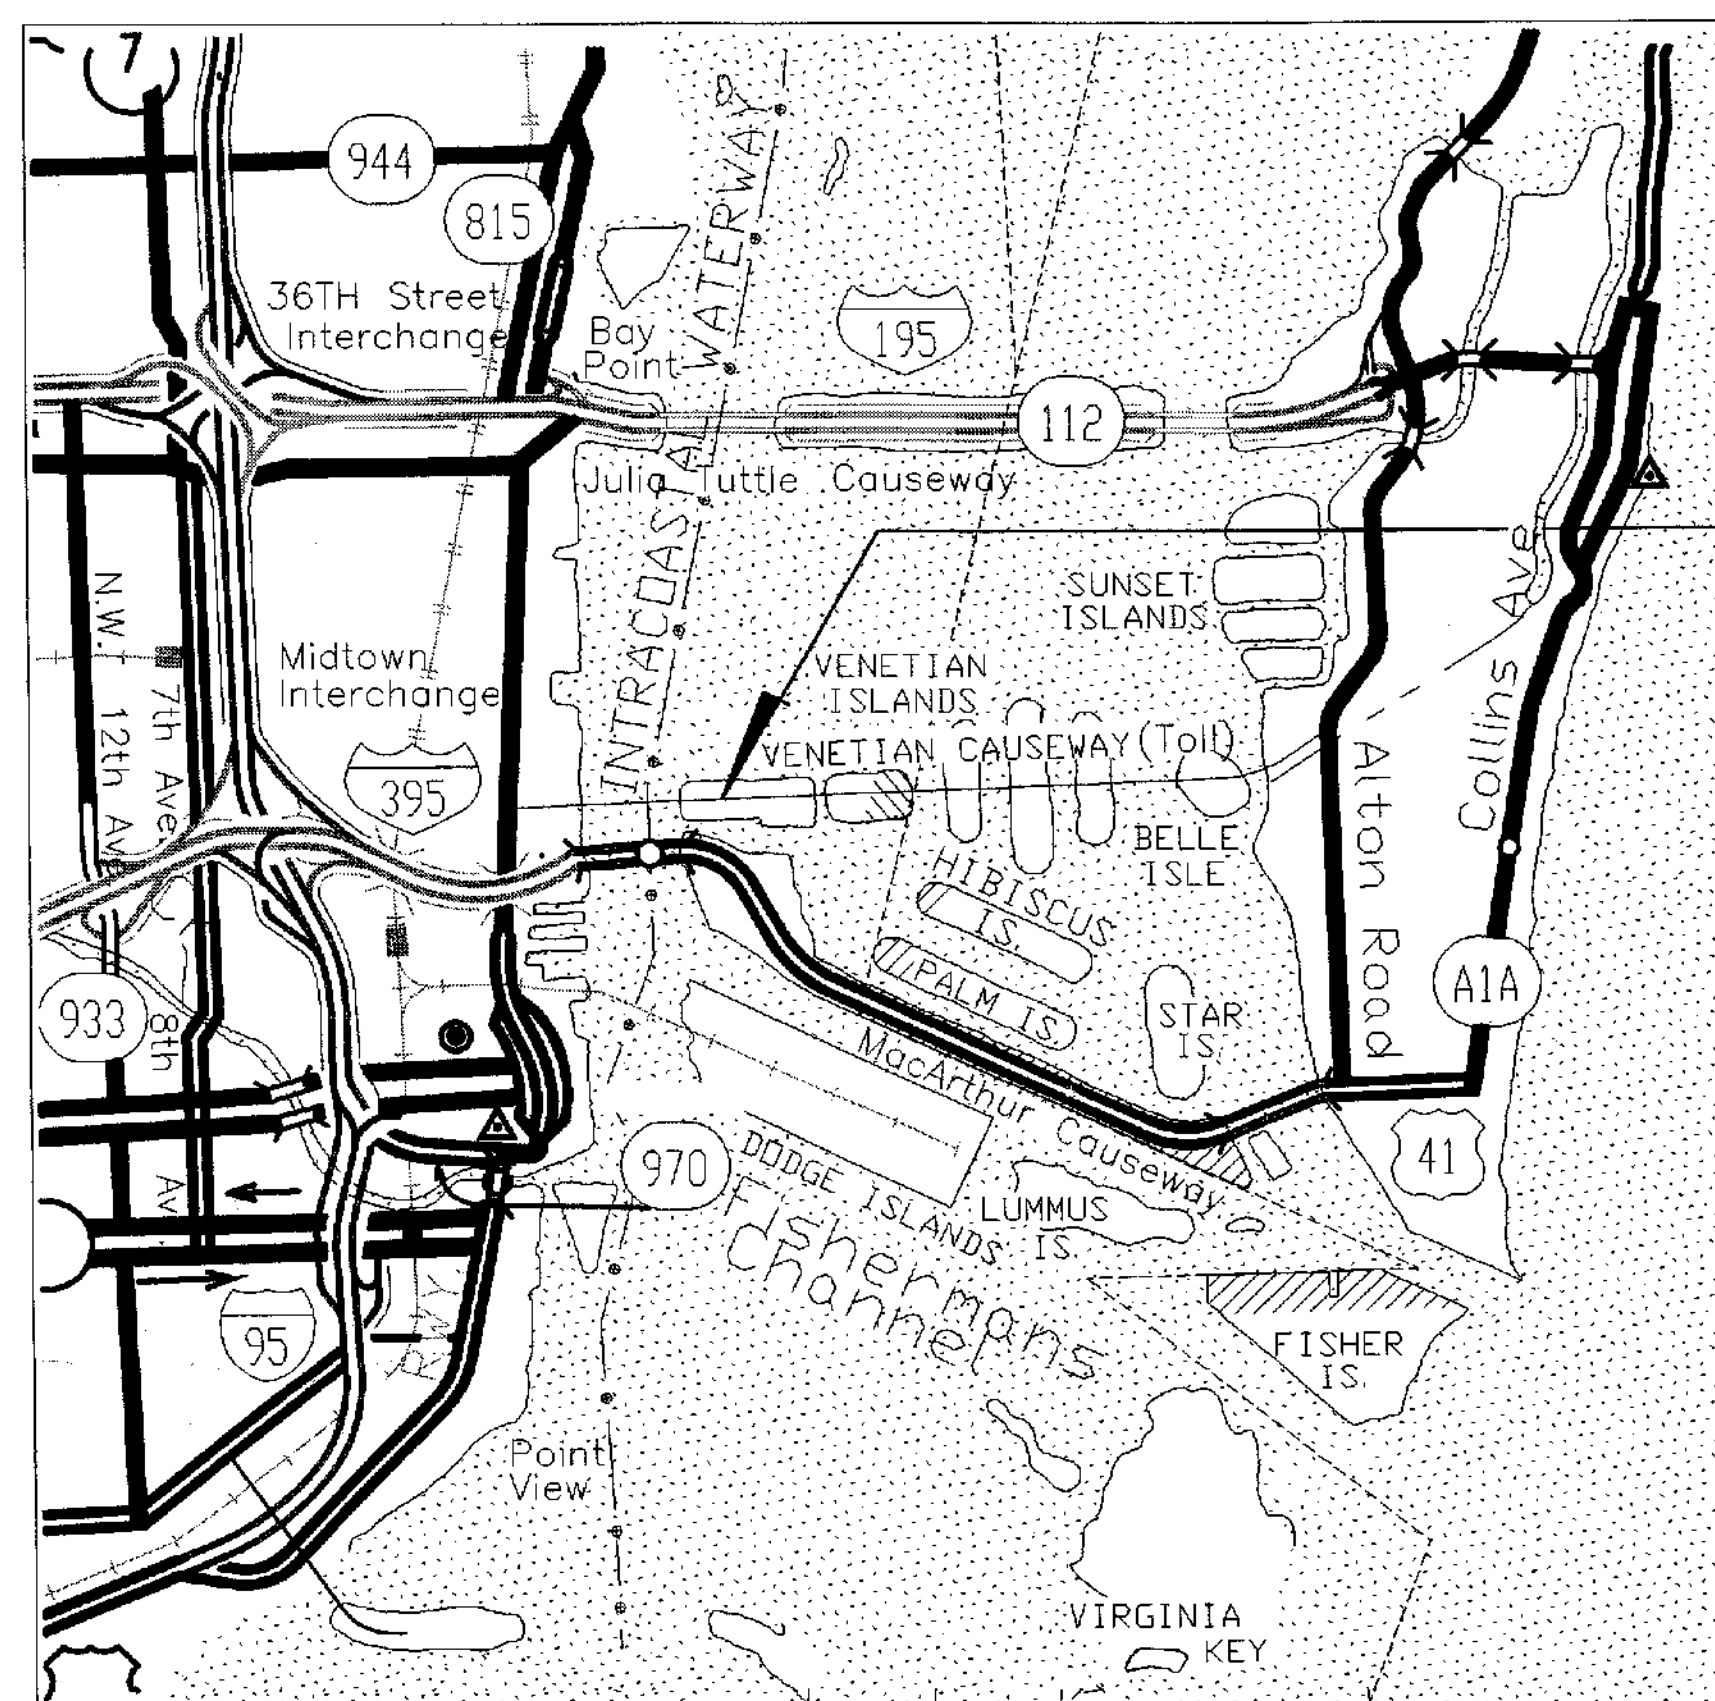 7
944
815
36TH Street
Interchange
Bay
Point
195
INTRACOASTAL WATERWAY
112
Julia Tuttle Causeway
SUNSET
ISLANDS
Ave
Collins
N.W. 12th Ave
7th Ave
Midtown
Interchange
VENETIAN
ISLANDS
VENETIAN CAUSEWAY (Toll)
395
BELLE
ISLE
Alton Road
HIBISCUS
IS.
PALM IS.
STAR
IS.
A1A
933
8th
Av
MacArthur Causeway
41
970
DODGE ISLANDS
LUMMUS
IS.
Fishermans
Channel
95
FISHER
IS.
Point
View
VIRGINIA
KEY